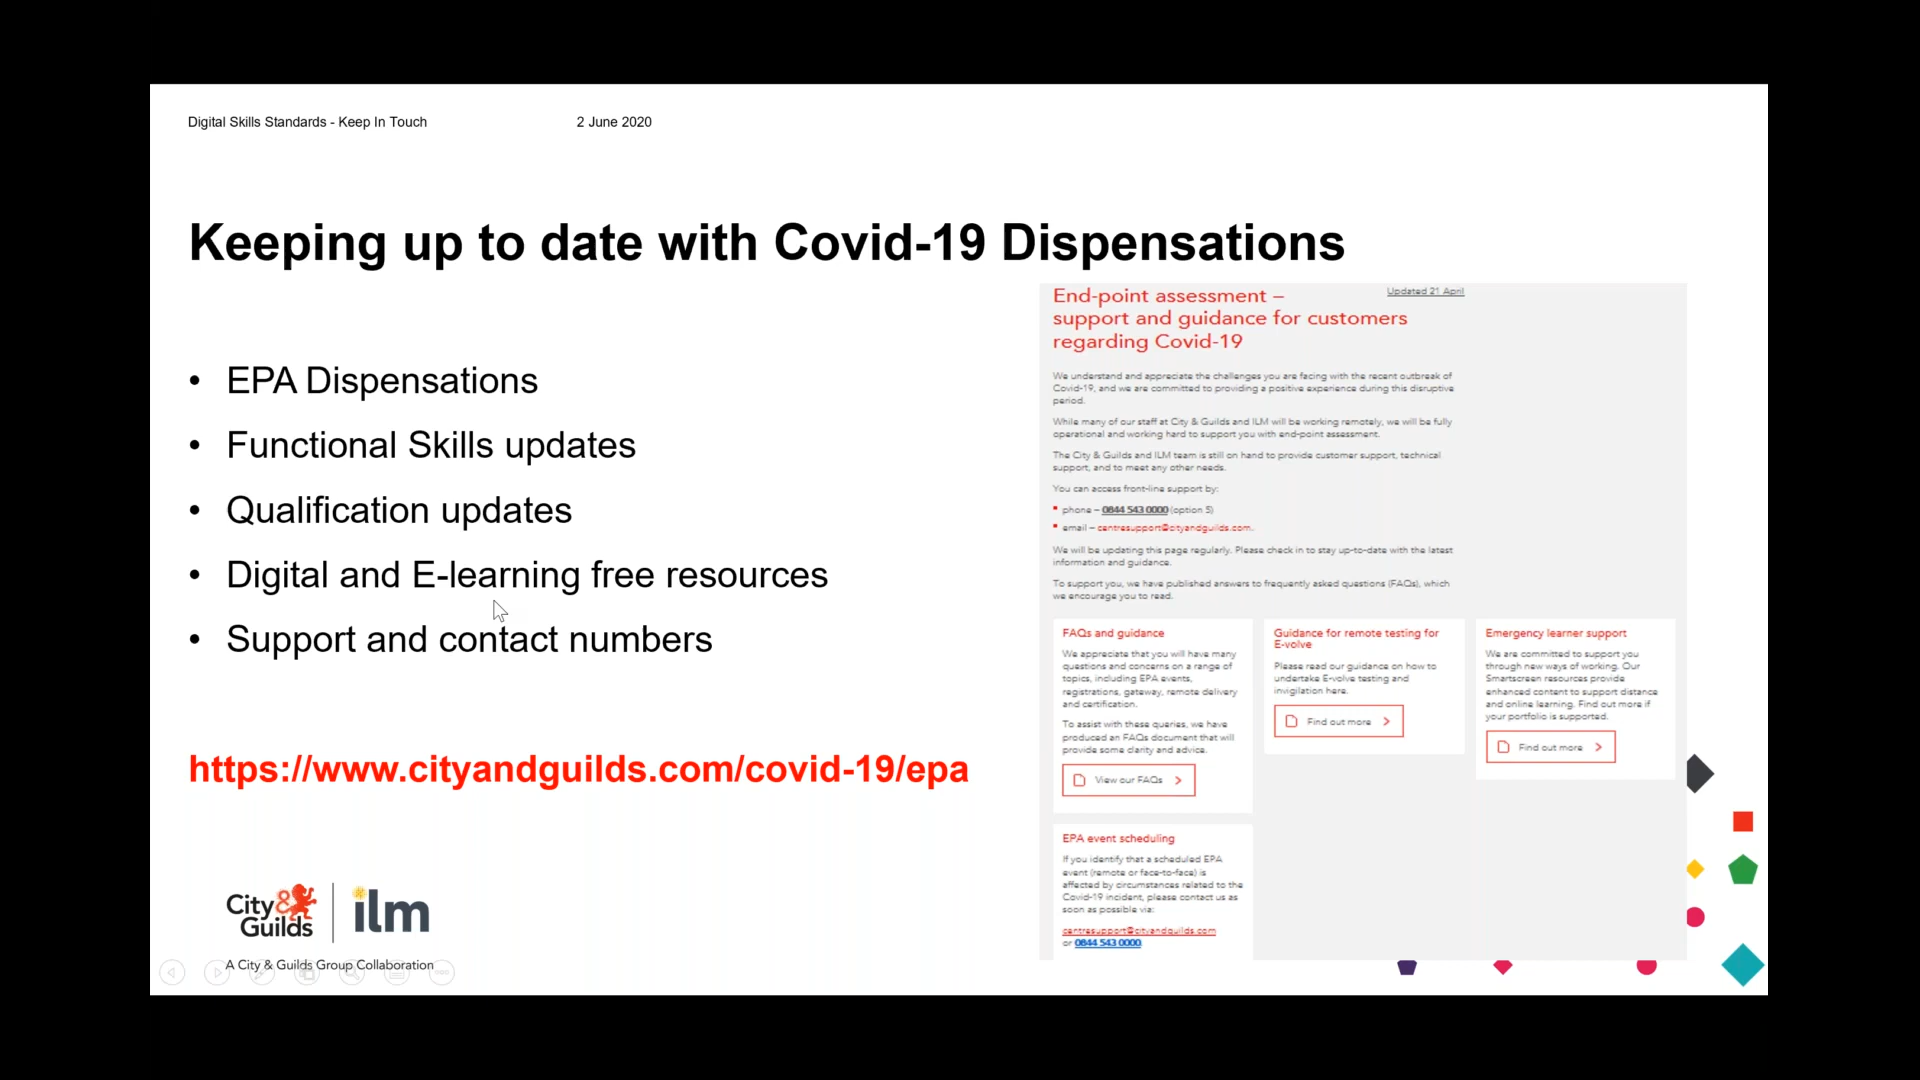 Digital Skills Standards - Keep In Touch
2 June 2020
Keeping up to date with Covid-19 Dispensations
• EPA Dispensations
• Functional Skills updates
• Qualification updates
• Digital and E-learning free resources
• Support and contact numbers
https://www.cityandguilds.com/covid-19/epa
City & Guilds
ilm
A City & Guilds Group Collaboration
End-point assessment –
support and guidance for customers
regarding Covid-19
Updated 21 April
We understand and appreciate the challenges you are facing with the recent outbreak of
Covid-19, and we are committed to providing a positive experience during this disruptive
period.
While many of our staff at City & Guilds and ILM will be working remotely, we will be fully
operational and working hard to support you with end-point assessment.
The City & Guilds and ILM team is still on hand to provide customer support, technical
support, and to meet any other needs.
You can access front-line support by:
phone – 0844 543 0000 (option 5)
email – centresupport@cityandguilds.com.
We will be updating this page regularly. Please check in to stay up-to-date with the latest
information and guidance.
To support you, we have published answers to frequently asked questions (FAQs), which
we encourage you to read.
FAQs and guidance
We appreciate that you will have many
questions and concerns on a range of
topics, including EPA events,
registrations, gateway, remote delivery
and certification.
To assist with these queries, we have
produced an FAQs document that will
provide some clarity and advice.
View our FAQs
Guidance for remote testing for
E-volve
Please read our guidance on how to
undertake E-volve testing and
invigilation here.
Find out more
Emergency learner support
We are committed to support you
through new ways of working. Our
Smartscreen resources provide
enhanced content to support distance
and online learning. Find out more if
your portfolio is supported.
Find out more
EPA event scheduling
If you identify that a scheduled EPA
event (remote or face-to-face) is
affected by circumstances related to the
Covid-19 incident, please contact us as
soon as possible via:
centresupport@cityandguilds.com
or 0844 543 0000